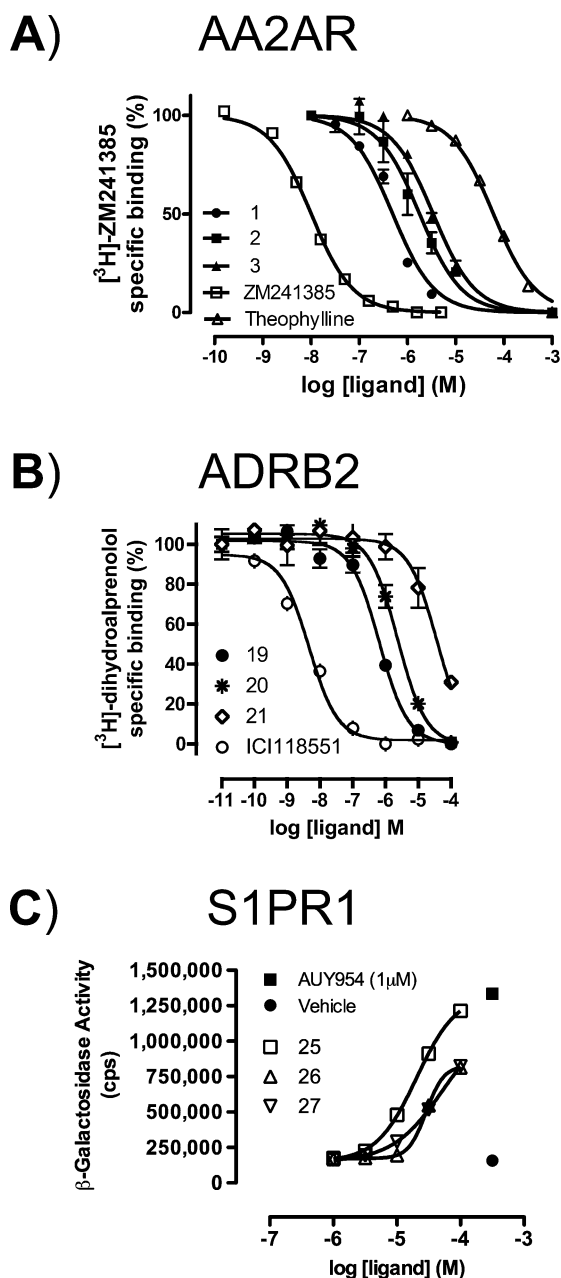 A) AA2AR
[³H]-ZM241385
specific binding (%)
100
50
0
1
2
3
ZM241385
Theophylline
-10 -9 -8 -7 -6 -5 -4 -3
log [ligand] (M)
B) ADRB2
[³H]-dihydroalprenolol
specific binding (%)
100
80
60
40
20
0
19
20
21
ICI118551
-11 -10 -9 -8 -7 -6 -5 -4
log [ligand] M
C) S1PR1
β-Galactosidase Activity
(cps)
1,500,000
1,250,000
1,000,000
750,000
500,000
250,000
0
AUY954 (1μM)
Vehicle
25
26
27
-7 -6 -5 -4 -3
log [ligand] (M)